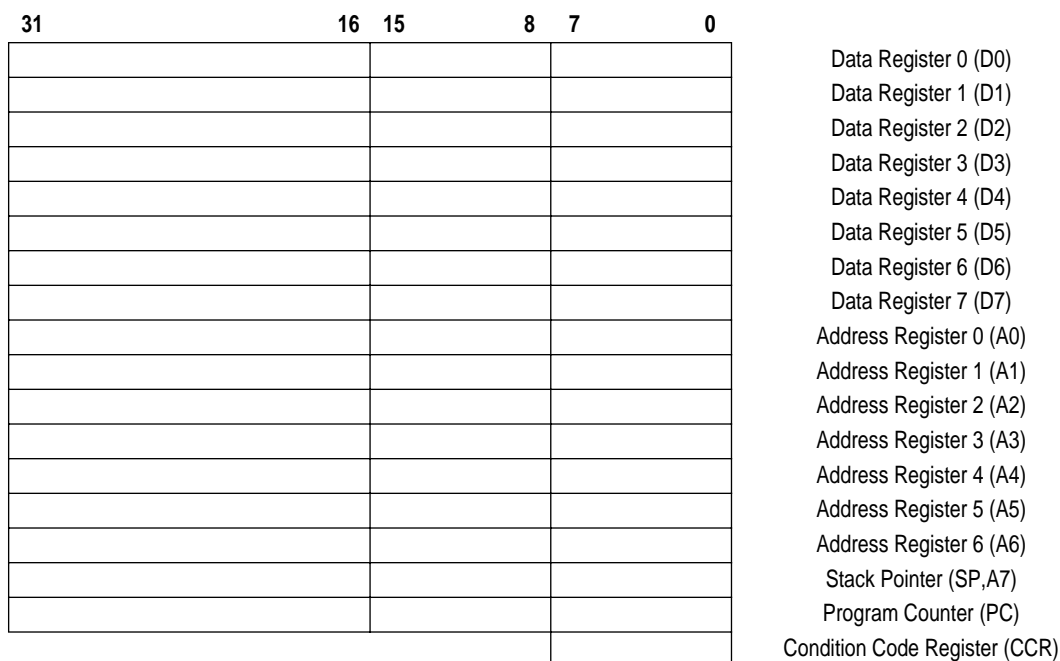 31 16 15 8 7 0
Data Register 0 (D0)
Data Register 1 (D1)
Data Register 2 (D2)
Data Register 3 (D3)
Data Register 4 (D4)
Data Register 5 (D5)
Data Register 6 (D6)
Data Register 7 (D7)
Address Register 0 (A0)
Address Register 1 (A1)
Address Register 2 (A2)
Address Register 3 (A3)
Address Register 4 (A4)
Address Register 5 (A5)
Address Register 6 (A6)
Stack Pointer (SP,A7)
Program Counter (PC)
Condition Code Register (CCR)